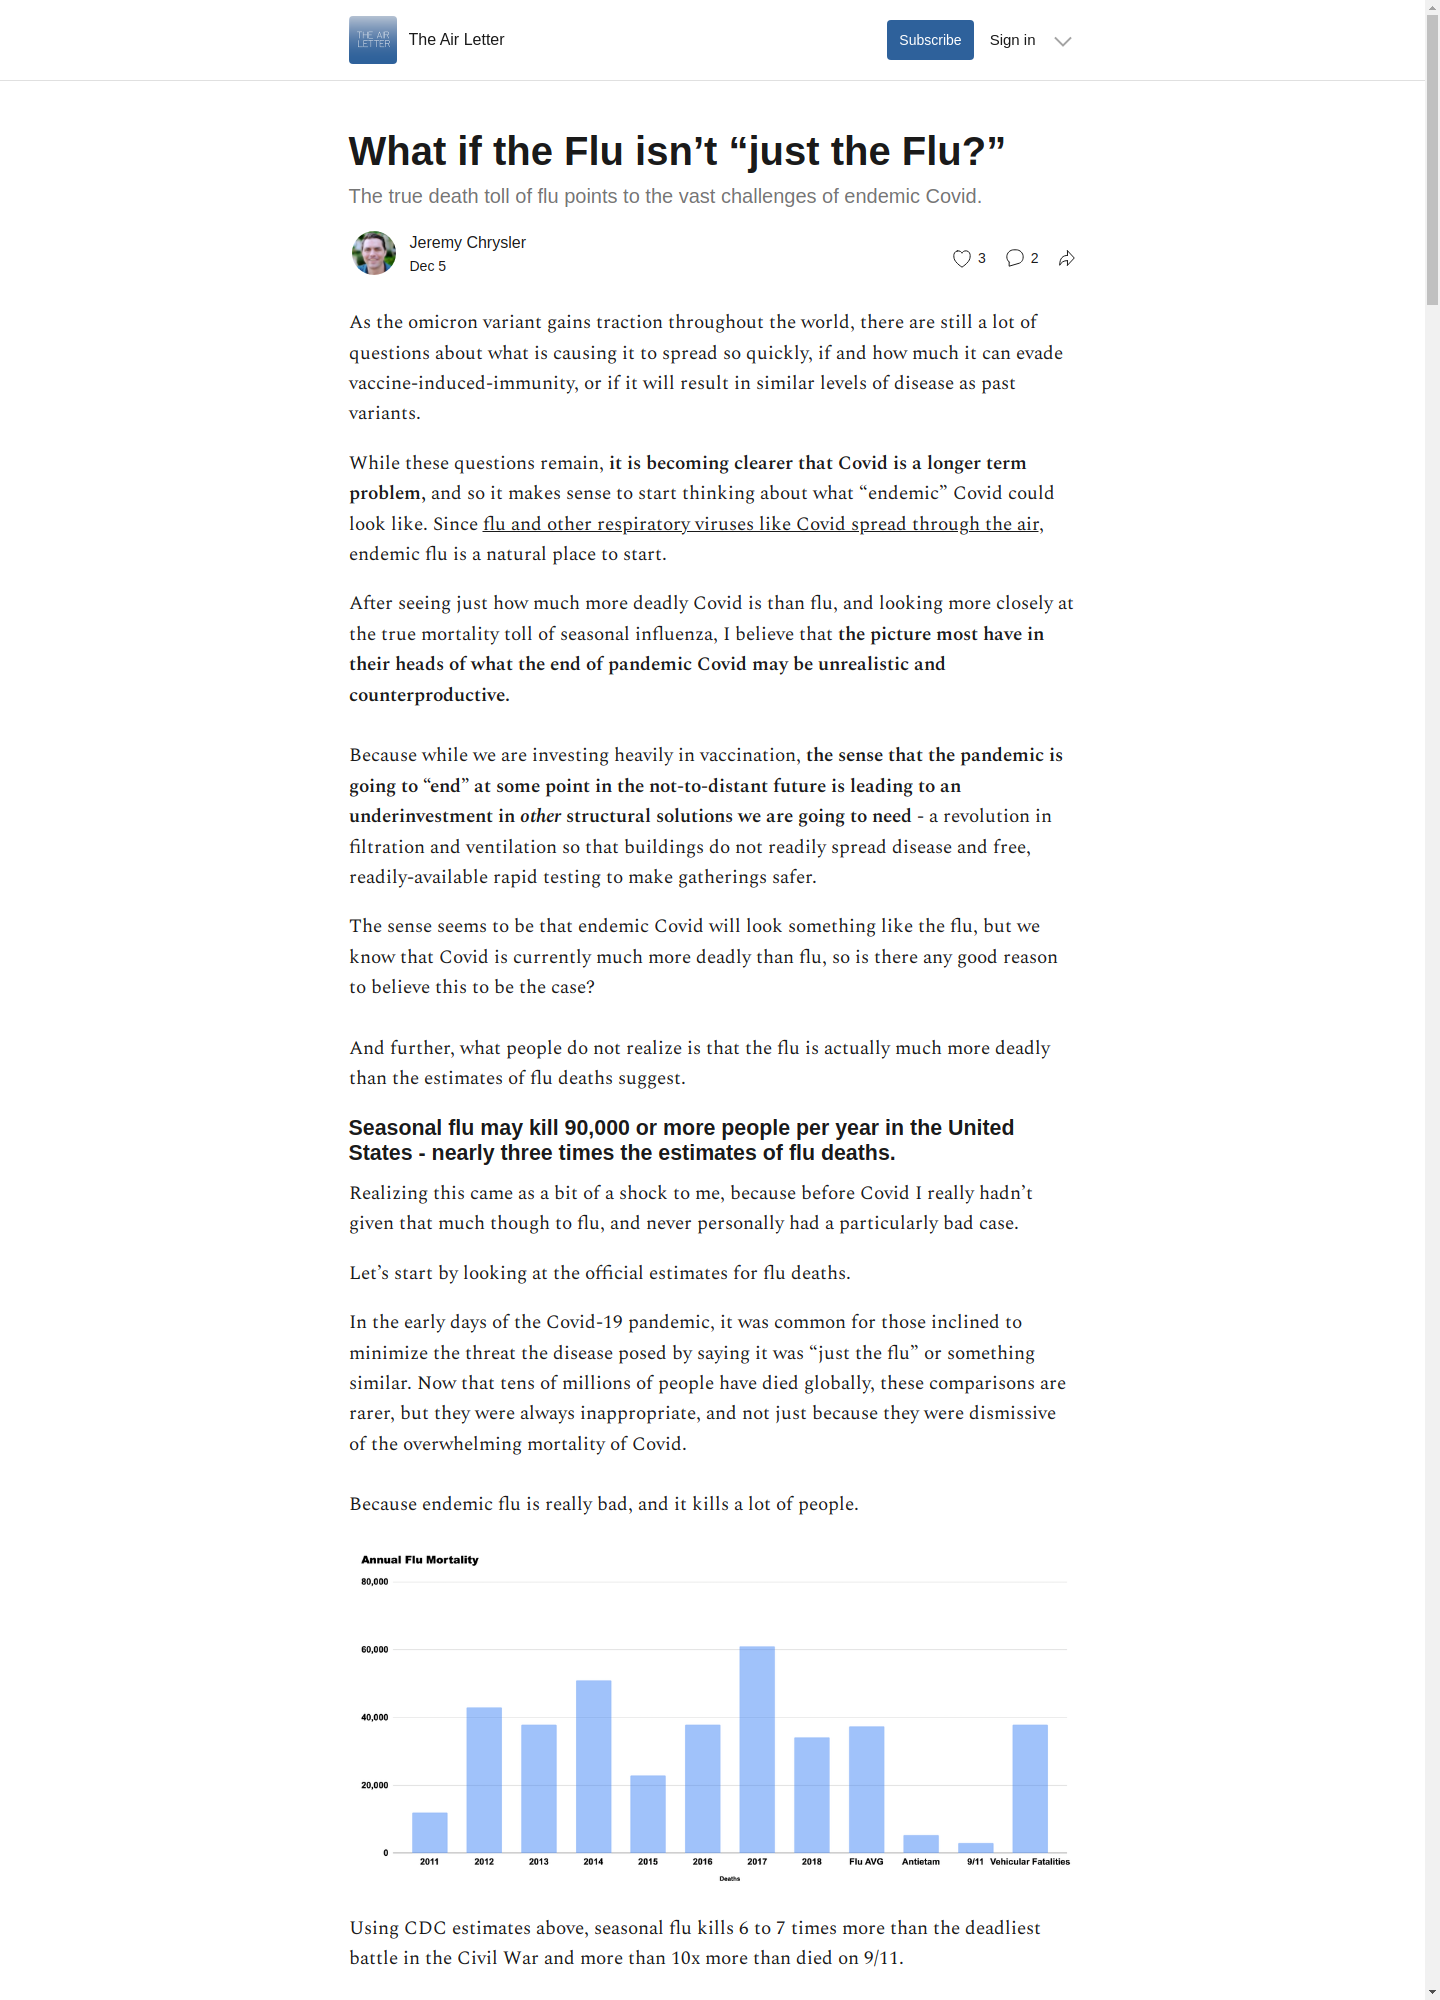 THE AIR
LETTER
The Air Letter
Subscribe
Sign in
What if the Flu isn’t “just the Flu?”
The true death toll of flu points to the vast challenges of endemic Covid.
Jeremy Chrysler
Dec 5
3
2
As the omicron variant gains traction throughout the world, there are still a lot of
questions about what is causing it to spread so quickly, if and how much it can evade
vaccine-induced-immunity, or if it will result in similar levels of disease as past
variants.
While these questions remain, it is becoming clearer that Covid is a longer term
problem, and so it makes sense to start thinking about what “endemic” Covid could
look like. Since flu and other respiratory viruses like Covid spread through the air,
endemic flu is a natural place to start.
After seeing just how much more deadly Covid is than flu, and looking more closely at
the true mortality toll of seasonal influenza, I believe that the picture most have in
their heads of what the end of pandemic Covid may be unrealistic and
counterproductive.
Because while we are investing heavily in vaccination, the sense that the pandemic is
going to “end” at some point in the not-to-distant future is leading to an
underinvestment in other structural solutions we are going to need - a revolution in
filtration and ventilation so that buildings do not readily spread disease and free,
readily-available rapid testing to make gatherings safer.
The sense seems to be that endemic Covid will look something like the flu, but we
know that Covid is currently much more deadly than flu, so is there any good reason
to believe this to be the case?
And further, what people do not realize is that the flu is actually much more deadly
than the estimates of flu deaths suggest.
Seasonal flu may kill 90,000 or more people per year in the United
States - nearly three times the estimates of flu deaths.
Realizing this came as a bit of a shock to me, because before Covid I really hadn’t
given that much though to flu, and never personally had a particularly bad case.
Let’s start by looking at the official estimates for flu deaths.
In the early days of the Covid-19 pandemic, it was common for those inclined to
minimize the threat the disease posed by saying it was “just the flu” or something
similar. Now that tens of millions of people have died globally, these comparisons are
rarer, but they were always inappropriate, and not just because they were dismissive
of the overwhelming mortality of Covid.
Because endemic flu is really bad, and it kills a lot of people.
Annual Flu Mortality
80,000
60,000
40,000
20,000
0
2011 2012 2013 2014 2015 2016 2017 2018 Flu AVG Antietam 9/11 Vehicular Fatalities
Deaths
Using CDC estimates above, seasonal flu kills 6 to 7 times more than the deadliest
battle in the Civil War and more than 10x more than died on 9/11.